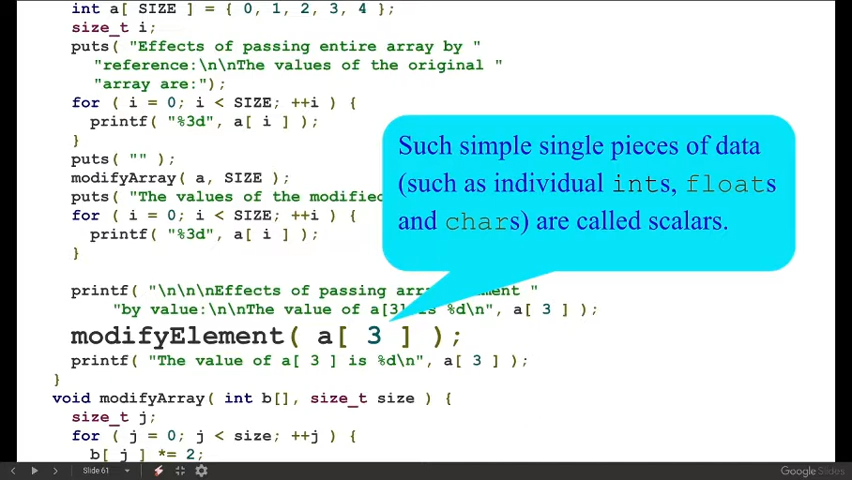 int a[ SIZE ] = { 0, 1, 2, 3, 4 };
size_t i;
puts( "Effects of passing entire array by "
"reference:\n\nThe values of the original "
"array are:");
for ( i = 0; i < SIZE; ++i ) {
printf( "%3d", a[ i ] );
}
puts( "" );
modifyArray( a, SIZE );
puts( "The values of the modified
for ( i = 0; i < SIZE; ++i ) {
printf( "%3d", a[ i ] );
}
Such simple single pieces of data
(such as individual ints, floats
and chars) are called scalars.
printf( "\n\n\nEffects of passing array element "
"by value:\n\nThe value of a[3] is %d\n", a[ 3 ] );
modifyElement( a[ 3 ] );
printf( "The value of a[ 3 ] is %d\n", a[ 3 ] );
}
void modifyArray( int b[], size_t size ) {
size_t j;
for ( j = 0; j < size; ++j ) {
b[ j ] *= 2;
Slide 61
Google Slides